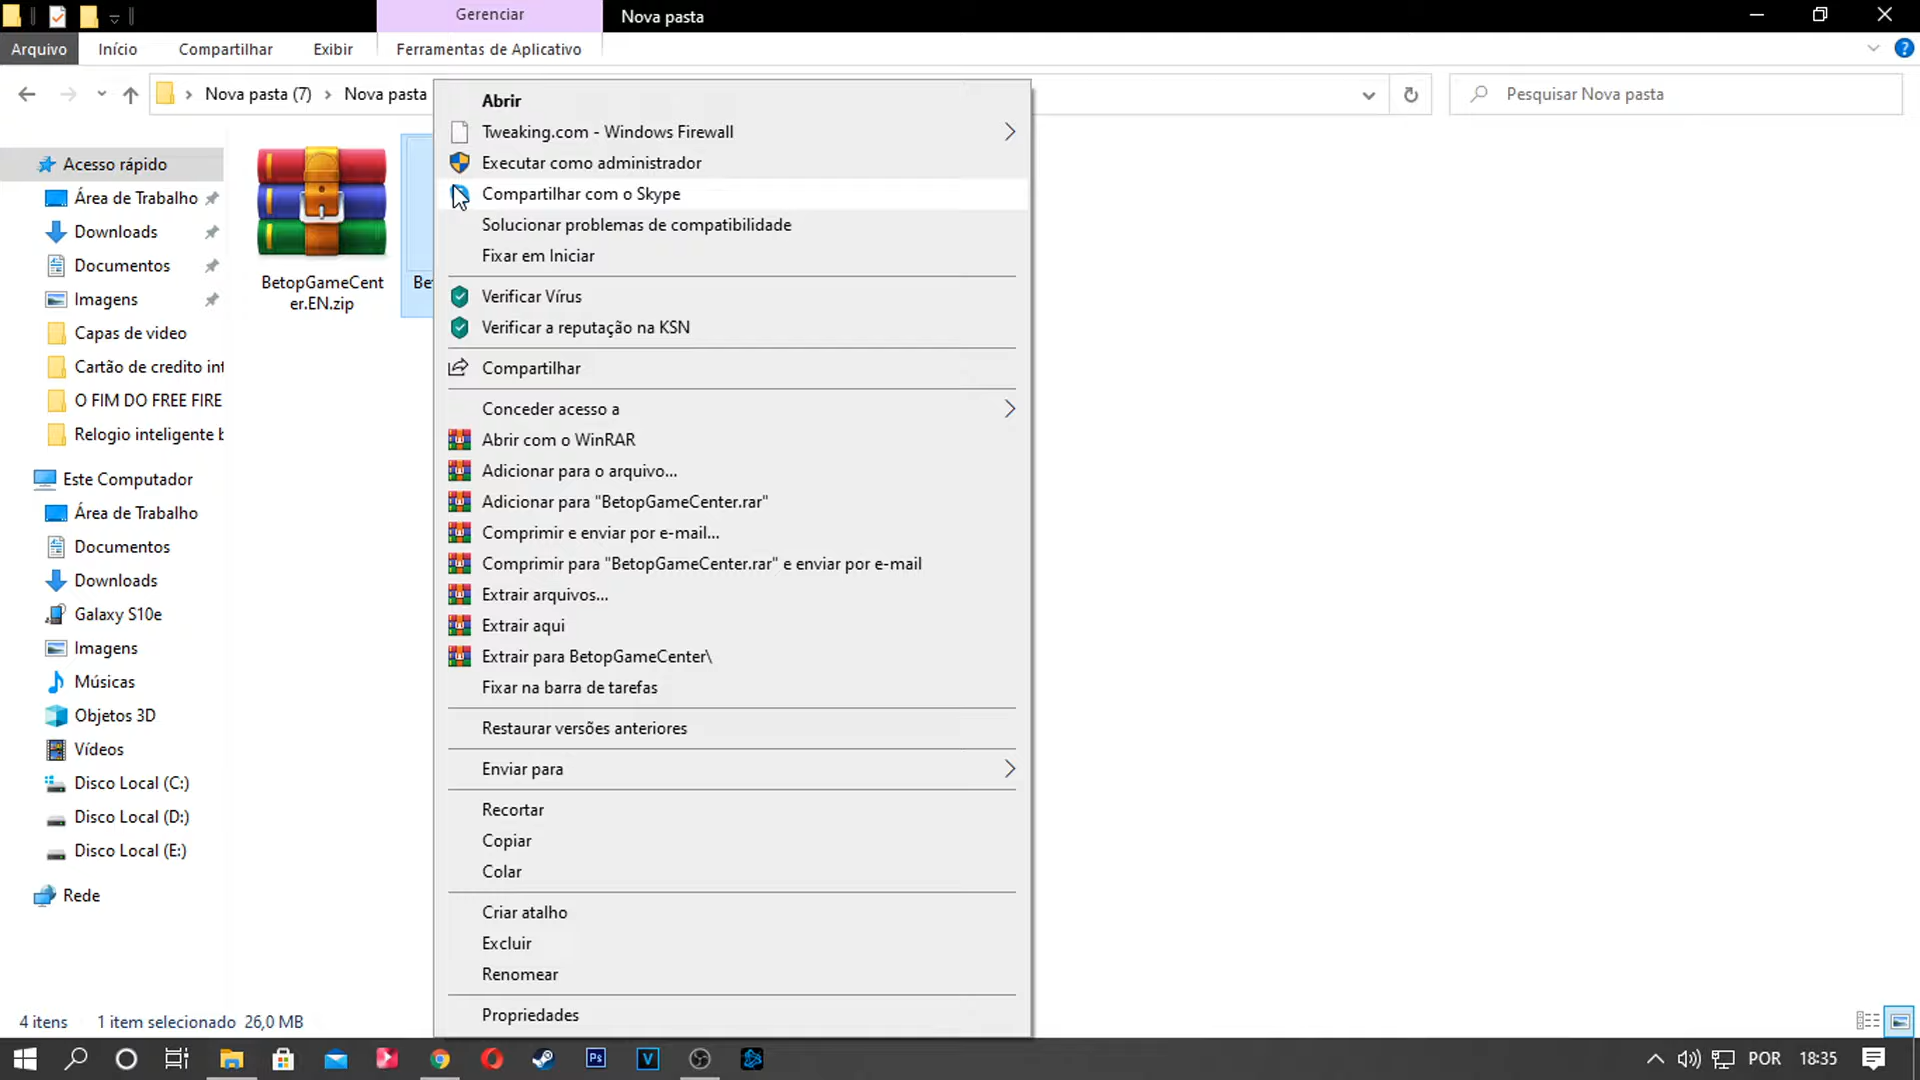 Gerenciar
Nova pasta
Arquivo
Início
Compartilhar
Exibir
Ferramentas de Aplicativo
Nova pasta (7)
Nova pasta
Pesquisar Nova pasta
Acesso rápido
Área de Trabalho
Downloads
Documentos
Imagens
Capas de video
Cartão de credito int
O FIM DO FREE FIRE
Relogio inteligente b
Este Computador
Área de Trabalho
Documentos
Downloads
Galaxy S10e
Imagens
Músicas
Objetos 3D
Vídeos
Disco Local (C:)
Disco Local (D:)
Disco Local (E:)
Rede
BetopGameCent
er.EN.zip
Be
Abrir
Tweaking.com - Windows Firewall
Executar como administrador
Compartilhar com o Skype
Solucionar problemas de compatibilidade
Fixar em Iniciar
Verificar Vírus
Verificar a reputação na KSN
Compartilhar
Conceder acesso a
Abrir com o WinRAR
Adicionar para o arquivo...
Adicionar para "BetopGameCenter.rar"
Comprimir e enviar por e-mail...
Comprimir para "BetopGameCenter.rar" e enviar por e-mail
Extrair arquivos...
Extrair aqui
Extrair para BetopGameCenter\
Fixar na barra de tarefas
Restaurar versões anteriores
Enviar para
Recortar
Copiar
Colar
Criar atalho
Excluir
Renomear
Propriedades
4 itens
1 item selecionado 26,0 MB
Ps
V
POR
18:35